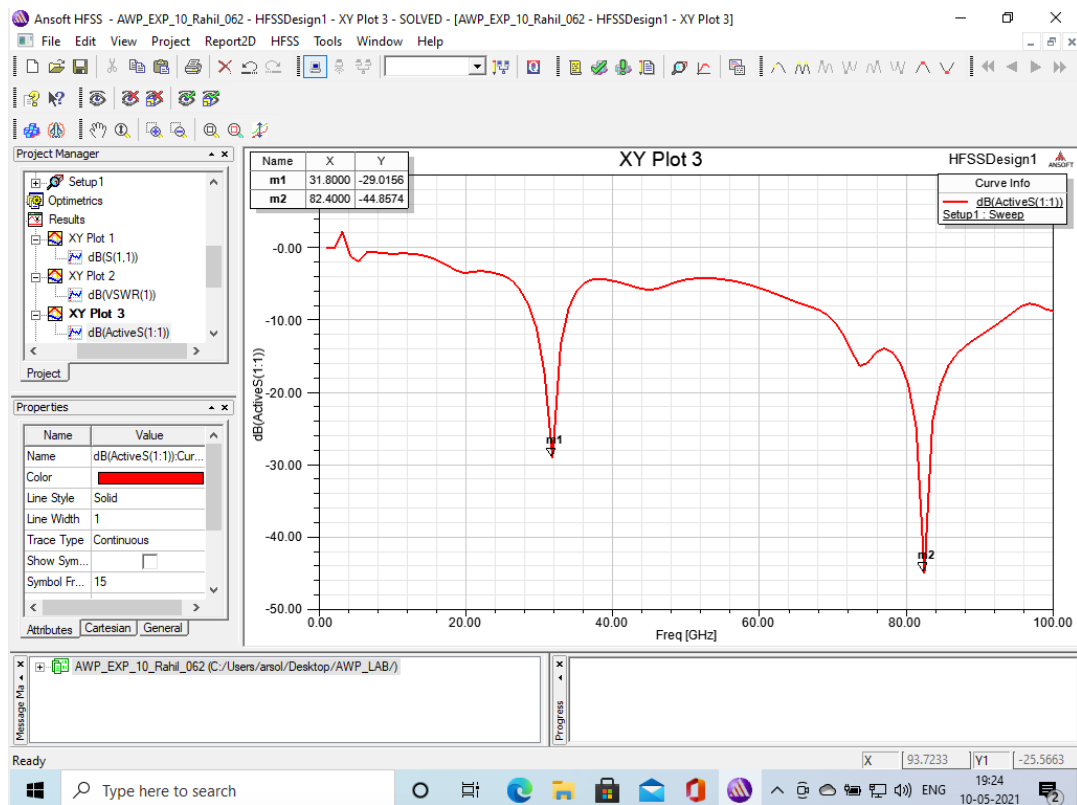 Ansoft HFSS - AWP_EXP_10_Rahil_062 - HFSSDesign1 - XY Plot 3 - SOLVED - [AWP_EXP_10_Rahil_062 - HFSSDesign1 - XY Plot 3]
File Edit View Project Report2D HFSS Tools Window Help
Project Manager
Setup1
Optimetrics
Results
XY Plot 1
dB(S(1,1))
XY Plot 2
dB(VSWR(1))
XY Plot 3
dB(ActiveS(1:1))
Project
Properties
Name Value
Name dB(ActiveS(1:1)):Cur...
Color
Line Style Solid
Line Width 1
Trace Type Continuous
Show Sym...
Symbol Fr... 15
Attributes Cartesian General
Name X Y
m1 31.8000 -29.0156
m2 82.4000 -44.8574
XY Plot 3
HFSSDesign1
ANSOFT
Curve Info
dB(ActiveS(1:1))
Setup1 : Sweep
-0.00
-10.00
-20.00
-30.00
-40.00
-50.00
dB(ActiveS(1:1))
m1
m2
0.00 20.00 40.00 60.00 80.00 100.00
Freq [GHz]
Message Ma
AWP_EXP_10_Rahil_062 (C:/Users/arsol/Desktop/AWP_LAB/)
Progress
Ready
X 93.7233 Y1 -25.5663
Type here to search
ENG
19:24
10-05-2021
2